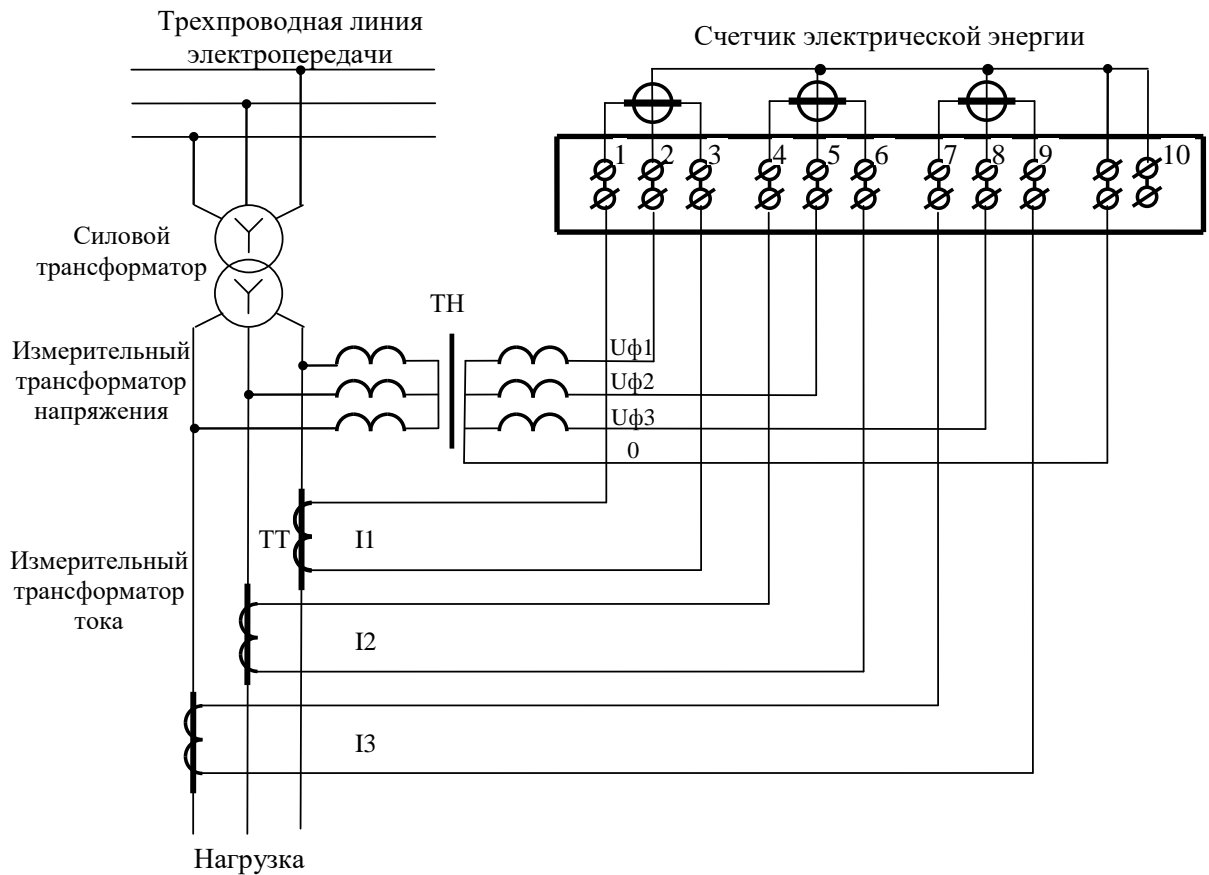 Трехпроводная линия
электропередачи
Счетчик электрической энергии
1 2 3 4 5 6 7 8 9 10
Силовой
трансформатор
ТН
Измерительный
трансформатор
напряжения
Uф1
Uф2
Uф3
0
ТТ
I1
Измерительный
трансформатор
тока
I2
I3
Нагрузка